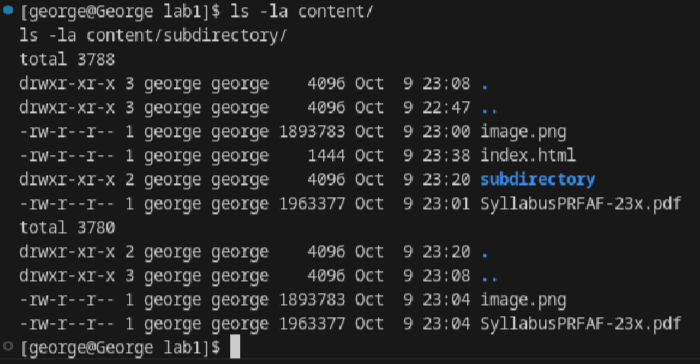 [george@George lab1]$ ls -la content/
ls -la content/subdirectory/
total 3788
drwxr-xr-x 3 george george    4096 Oct  9 23:08 .
drwxr-xr-x 3 george george    4096 Oct  9 22:47 ..
-rw-r--r-- 1 george george 1893783 Oct  9 23:00 image.png
-rw-r--r-- 1 george george    1444 Oct  9 23:38 index.html
drwxr-xr-x 2 george george    4096 Oct  9 23:20 subdirectory
-rw-r--r-- 1 george george 1963377 Oct  9 23:01 SyllabusPRFAF-23x.pdf
total 3780
drwxr-xr-x 2 george george    4096 Oct  9 23:20 .
drwxr-xr-x 3 george george    4096 Oct  9 23:08 ..
-rw-r--r-- 1 george george 1893783 Oct  9 23:04 image.png
-rw-r--r-- 1 george george 1963377 Oct  9 23:04 SyllabusPRFAF-23x.pdf
[george@George lab1]$